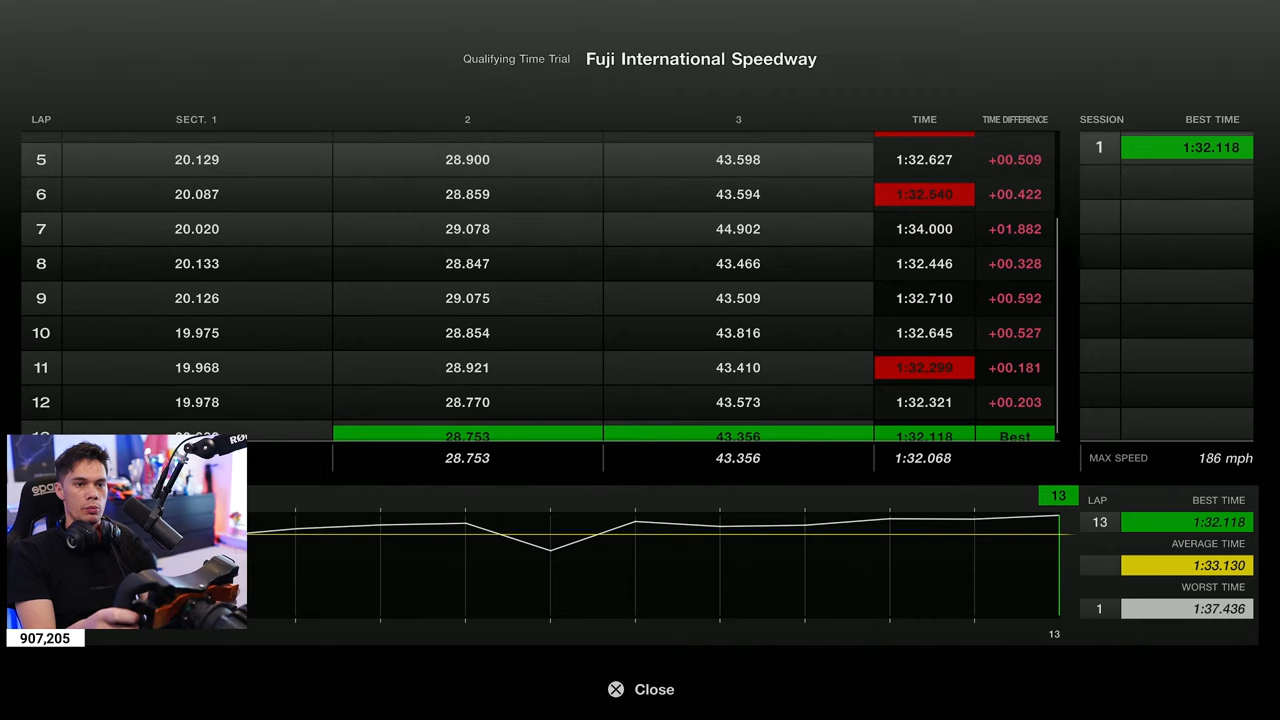 Qualifying Time Trial Fuji International Speedway
LAP SECT. 1 2 3 TIME TIME DIFFERENCE SESSION BEST TIME
1 1:32.118
5 20.129 28.900 43.598 1:32.627 +00.509
6 20.087 28.859 43.594 1:32.540 +00.422
7 20.020 29.078 44.902 1:34.000 +01.882
8 20.133 28.847 43.466 1:32.446 +00.328
9 20.126 29.075 43.509 1:32.710 +00.592
10 19.975 28.854 43.816 1:32.645 +00.527
11 19.968 28.921 43.410 1:32.299 +00.181
12 19.978 28.770 43.573 1:32.321 +00.203
28.753 43.356 1:32.118 Best
28.753 43.356 1:32.068 MAX SPEED 186 mph
13 LAP BEST TIME
13 1:32.118
AVERAGE TIME
1:33.130
WORST TIME
1 1:37.436
13
907,205
Close